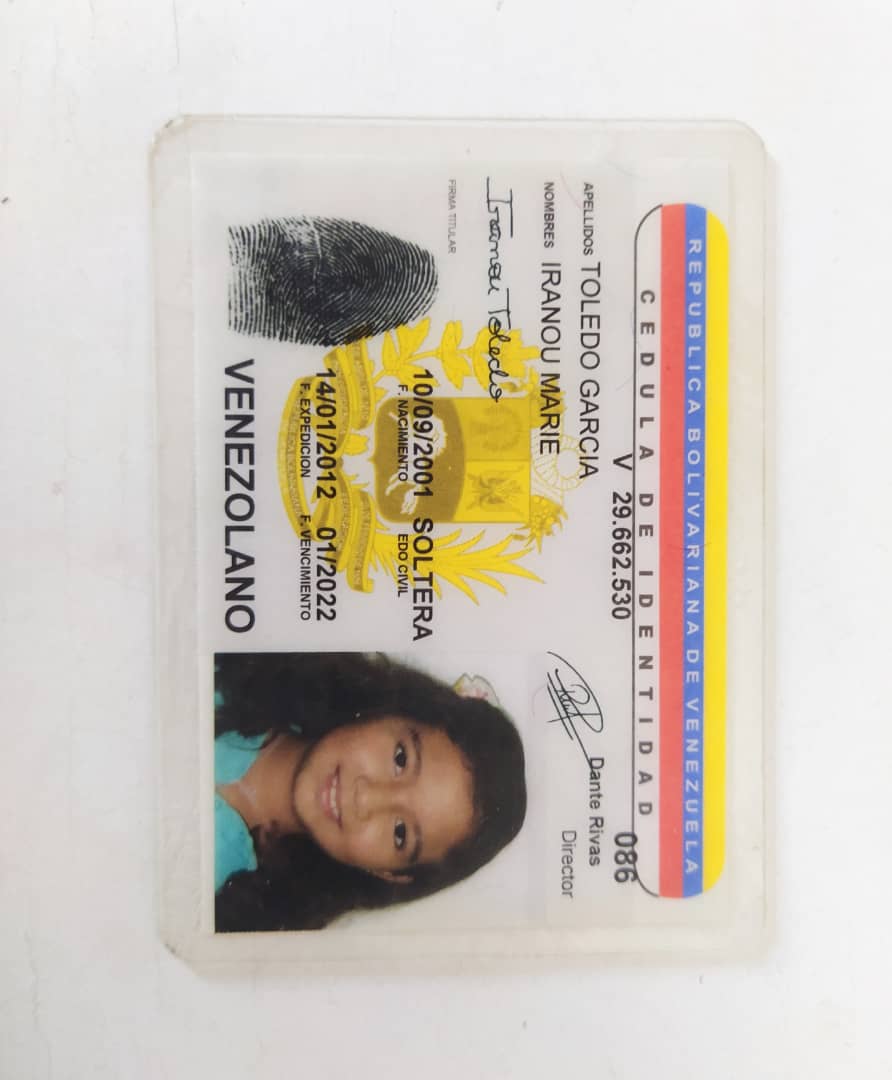 REPUBLICA BOLIVARIANA DE VENEZUELA
CEDULA DE IDENTIDAD
V 29.662.530
086
APELLIDOS TOLEDO GARCIA
Dante Rivas
Director
NOMBRES IRANOU MARIE
Iranou Toledo
FIRMA TITULAR
10/09/2001 SOLTERA
F. NACIMIENTO EDO CIVIL
14/01/2012 01/2022
F. EXPEDICION F. VENCIMIENTO
VENEZOLANO